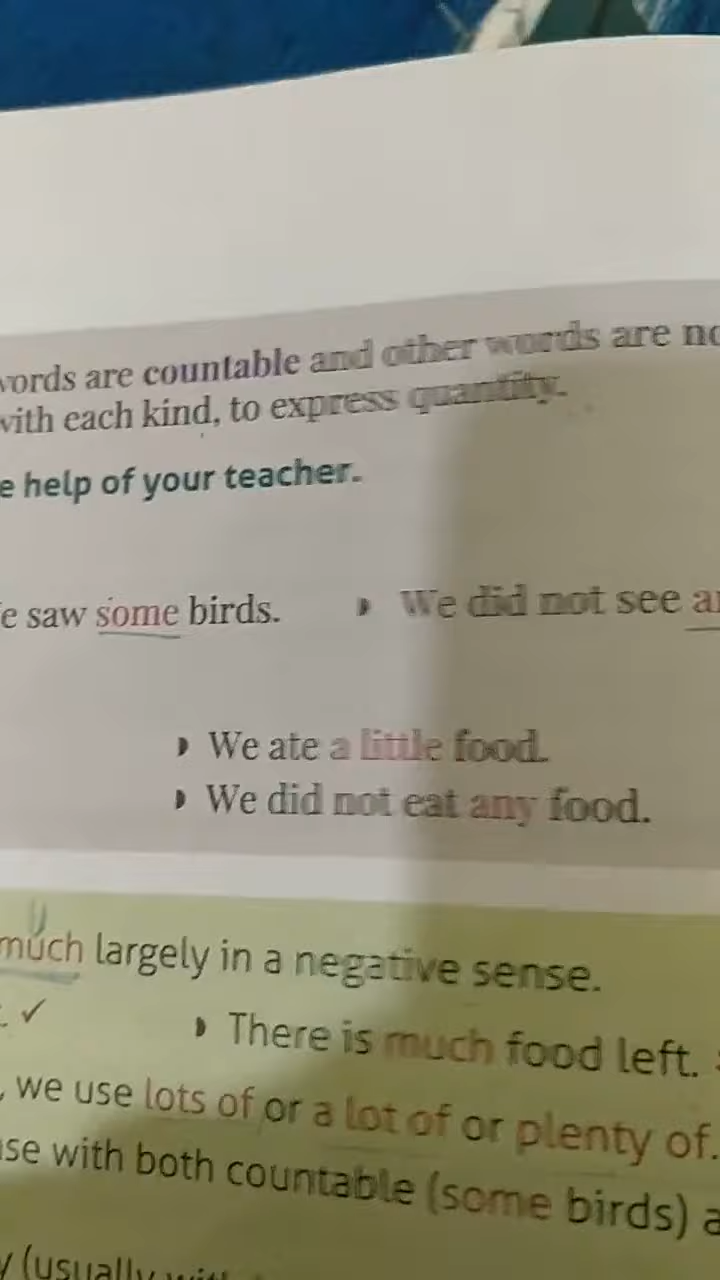 words are countable and other words are no
with each kind, to express quantity.
e help of your teacher.
e saw some birds. We did not see a
We ate a little food.
We did not eat any food.
much largely in a negative sense.
✓ There is much food left.
, we use lots of or a lot of or plenty of.
se with both countable (some birds) a
y (usually